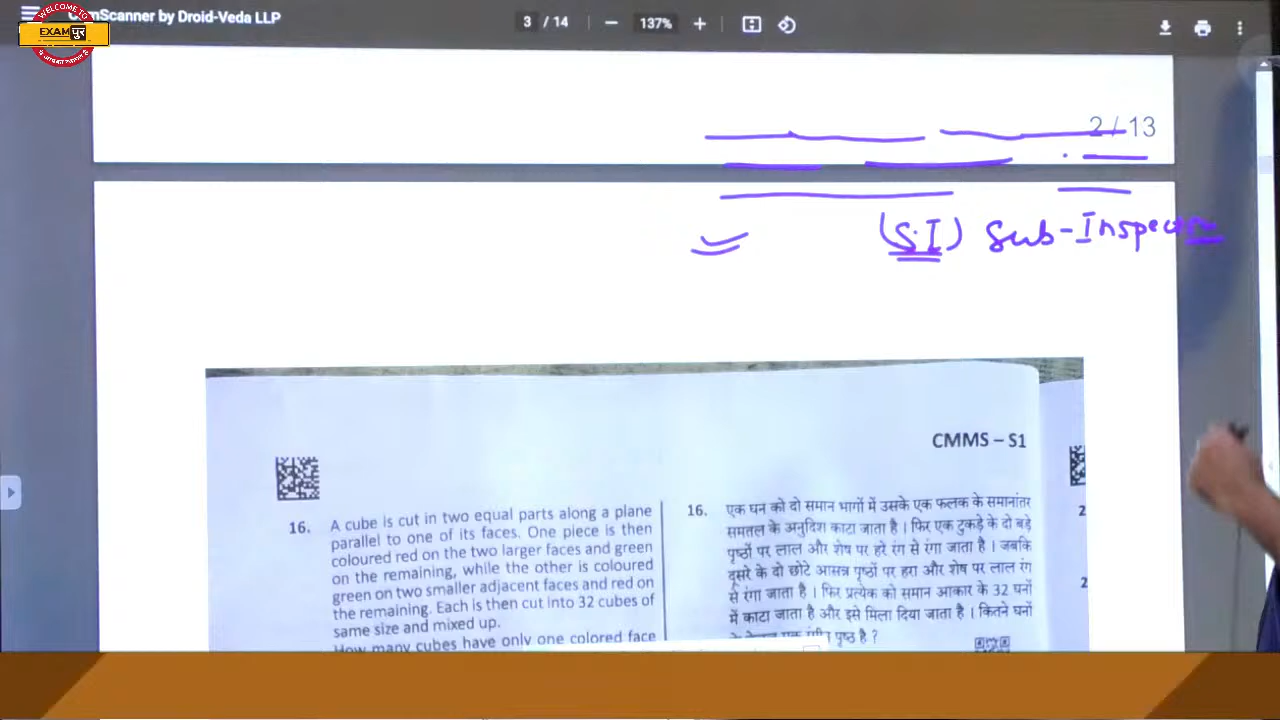 WELCOME TO
EXAMपुर
CamScanner by Droid-Veda LLP
3 / 14
137%
2 / 13
(S.I) Sub-Inspector
CMMS – S1
16. A cube is cut in two equal parts along a plane
parallel to one of its faces. One piece is then
coloured red on the two larger faces and green
on the remaining, while the other is coloured
green on two smaller adjacent faces and red on
the remaining. Each is then cut into 32 cubes of
same size and mixed up.
How many cubes have only one colored face
16. एक घन को दो समान भागों में उसके एक फलक के समानांतर
समतल के अनुदिश काटा जाता है । फिर एक टुकड़े के दो बड़े
पृष्ठों पर लाल और शेष पर हरे रंग से रंगा जाता है । जबकि
दूसरे के दो छोटे आसन्न पृष्ठों पर हरा और शेष पर लाल रंग
से रंगा जाता है । फिर प्रत्येक को समान आकार के 32 घनों
में काटा जाता है और इसे मिला दिया जाता है । कितने घनों
पृष्ठ है ?
2
2